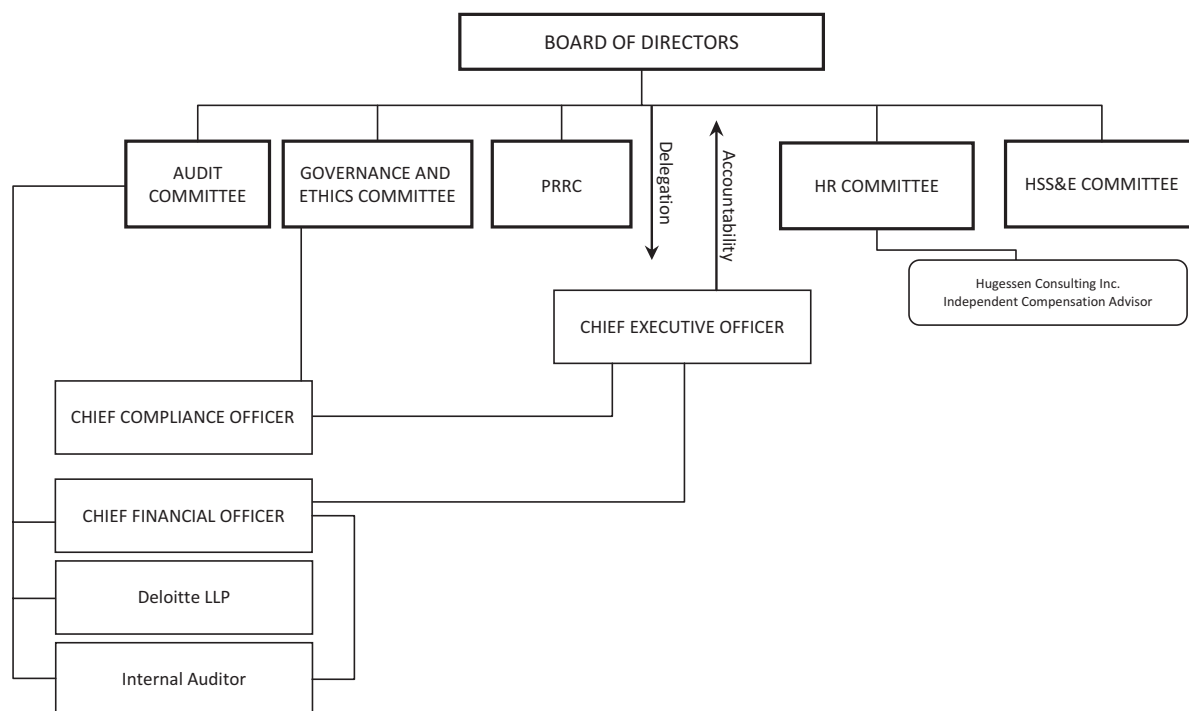 BOARD OF DIRECTORS
AUDIT
COMMITTEE
GOVERNANCE AND
ETHICS COMMITTEE
PRRC
Delegation
Accountability
HR COMMITTEE
HSS&E COMMITTEE
Hugessen Consulting Inc.
Independent Compensation Advisor
CHIEF EXECUTIVE OFFICER
CHIEF COMPLIANCE OFFICER
CHIEF FINANCIAL OFFICER
Deloitte LLP
Internal Auditor